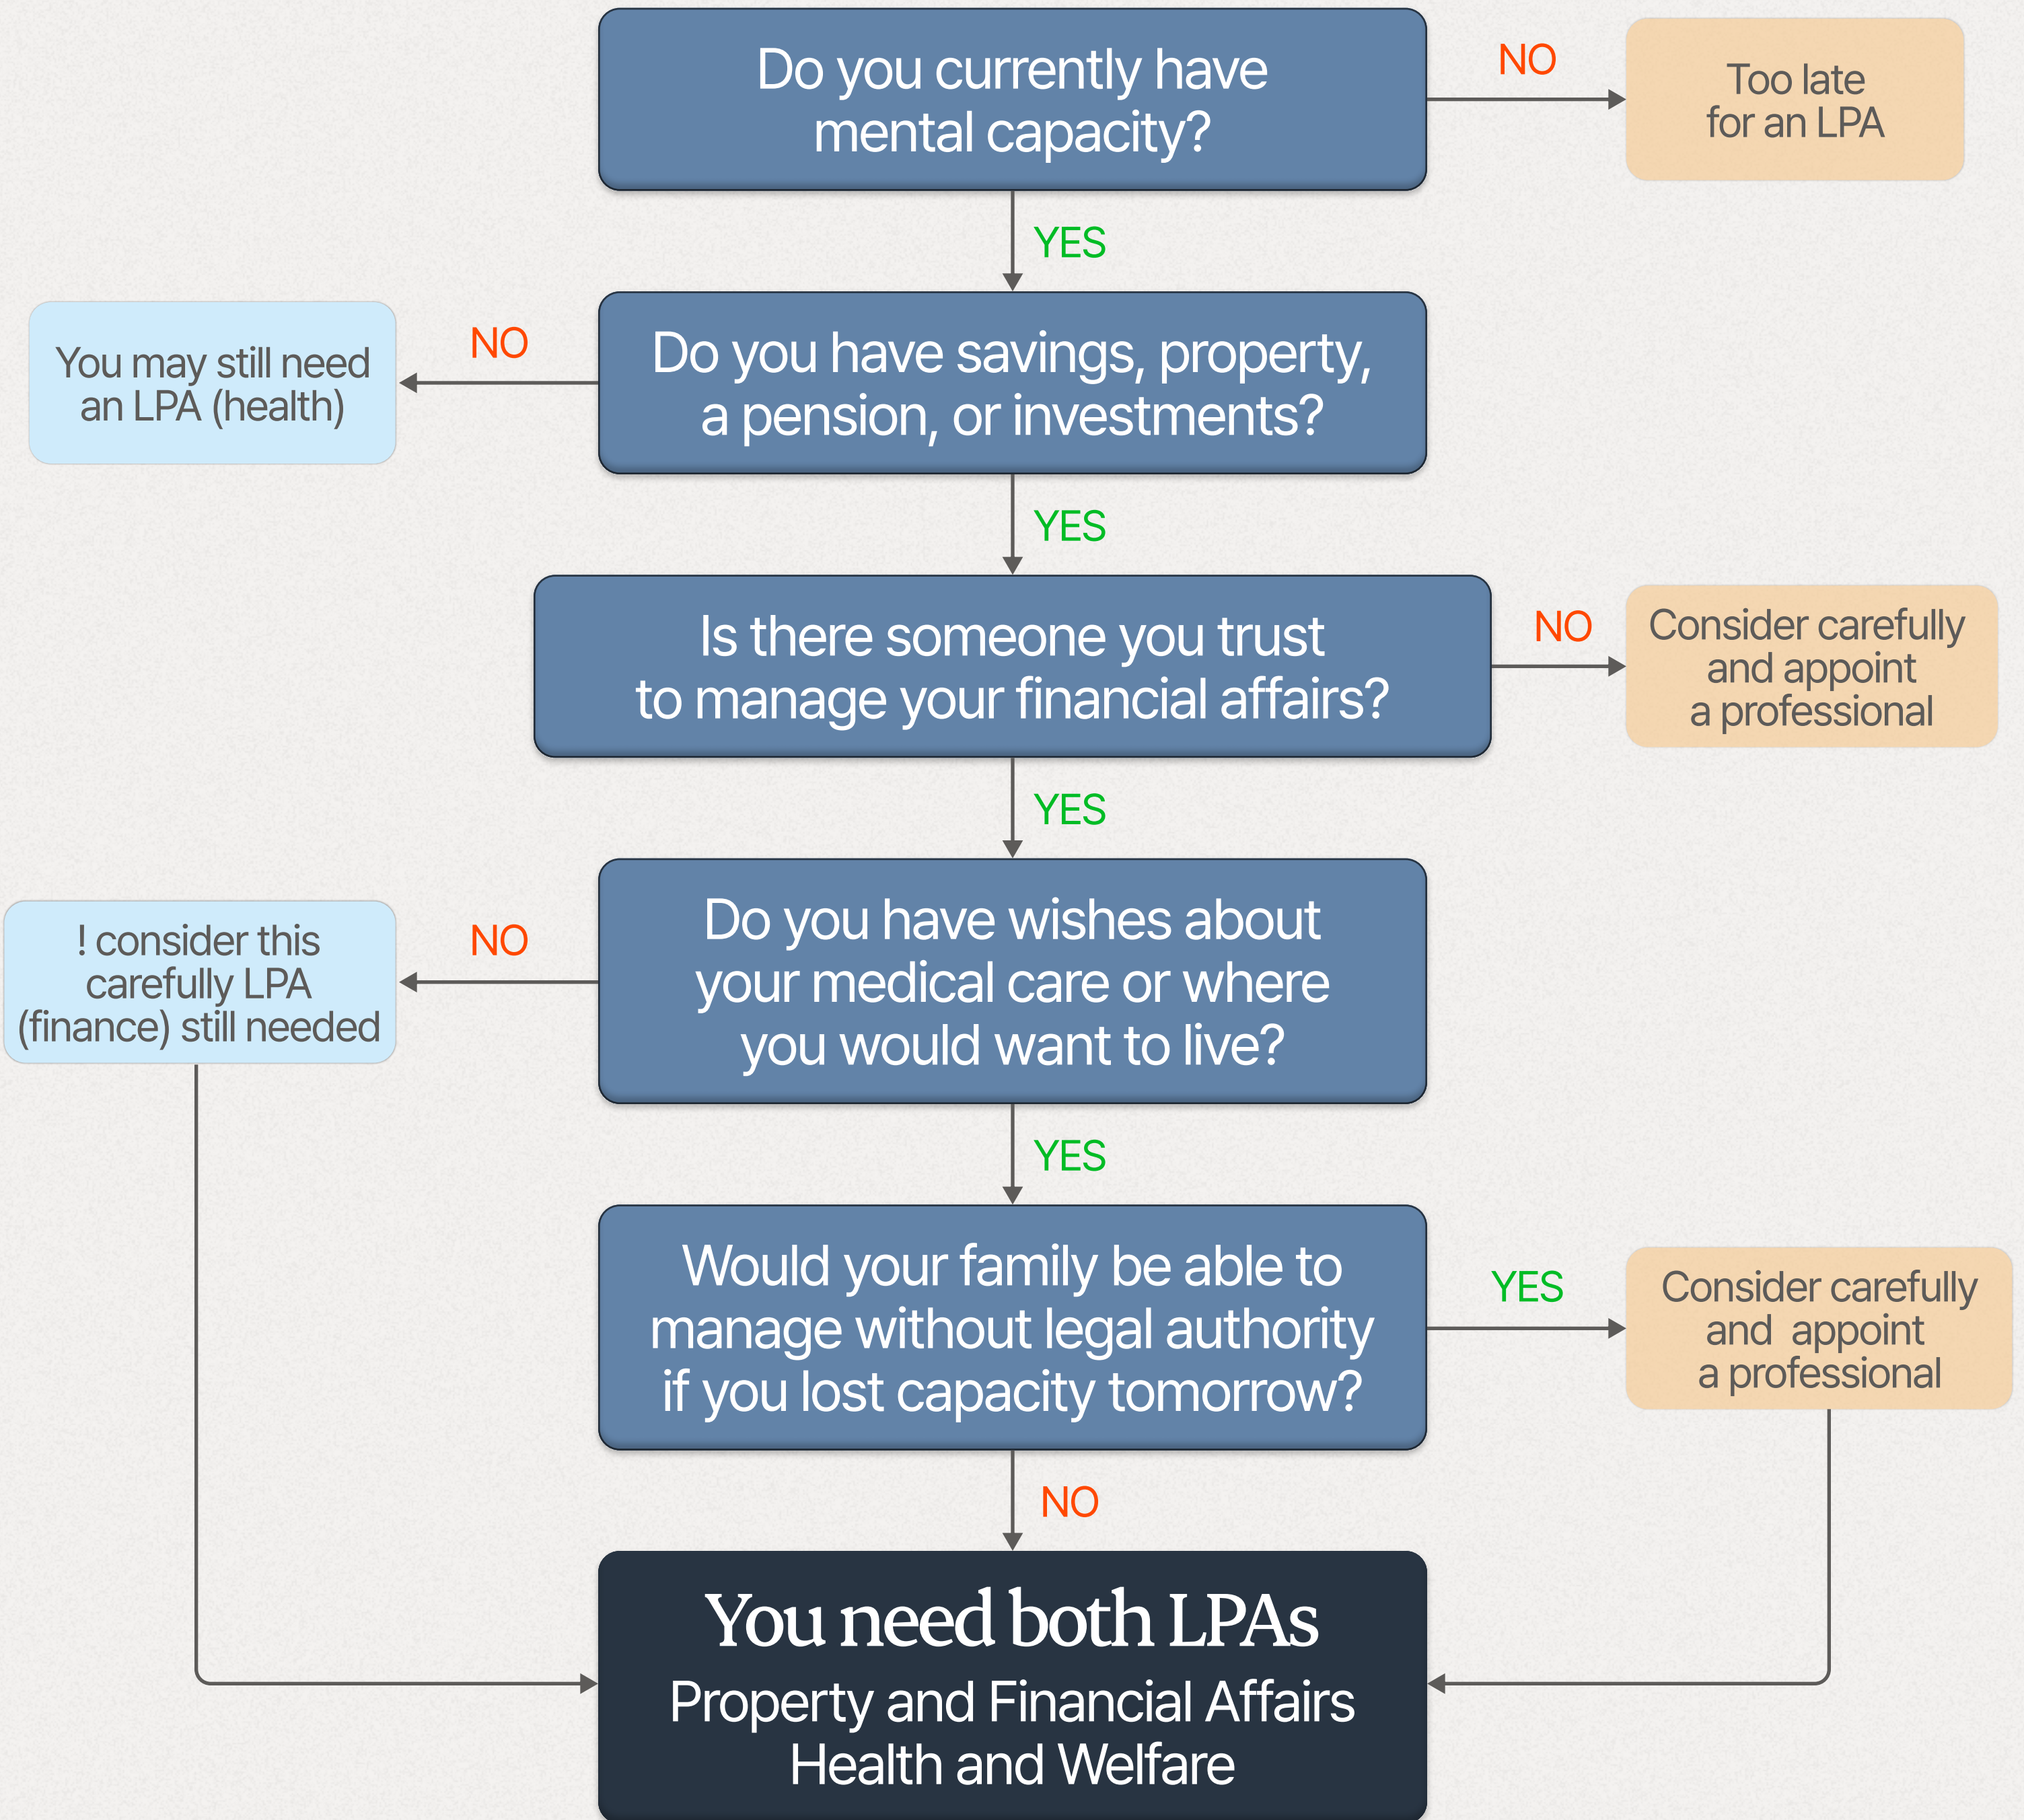 Do you currently have
mental capacity?
NO
Too late
for an LPA
YES
You may still need
an LPA (health)
NO
Do you have savings, property,
a pension, or investments?
YES
Is there someone you trust
to manage your financial affairs?
NO
Consider carefully
and appoint
a professional
YES
! consider this
carefully LPA
(finance) still needed
NO
Do you have wishes about
your medical care or where
you would want to live?
YES
Would your family be able to
manage without legal authority
if you lost capacity tomorrow?
YES
Consider carefully
and  appoint
a professional
NO
You need both LPAs
Property and Financial Affairs
Health and Welfare